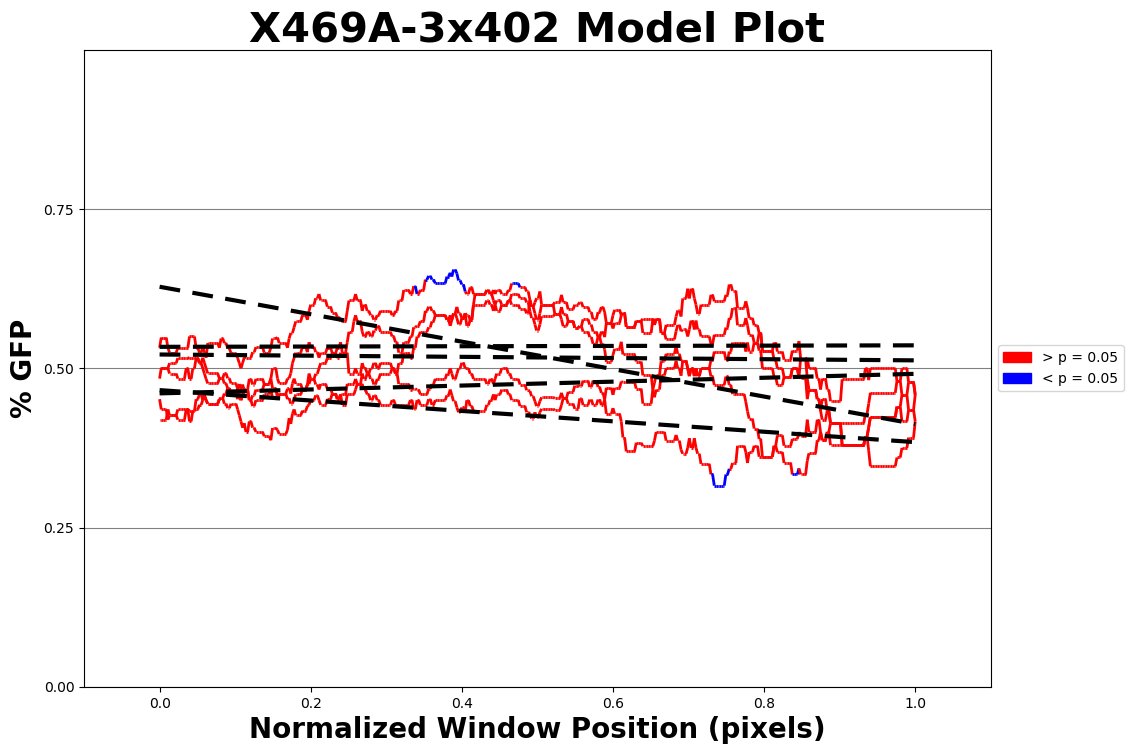 X469A-3x402 Model Plot
% GFP
0.75
0.50
0.25
0.00
0.0 0.2 0.4 0.6 0.8 1.0
Normalized Window Position (pixels)
> p = 0.05
< p = 0.05